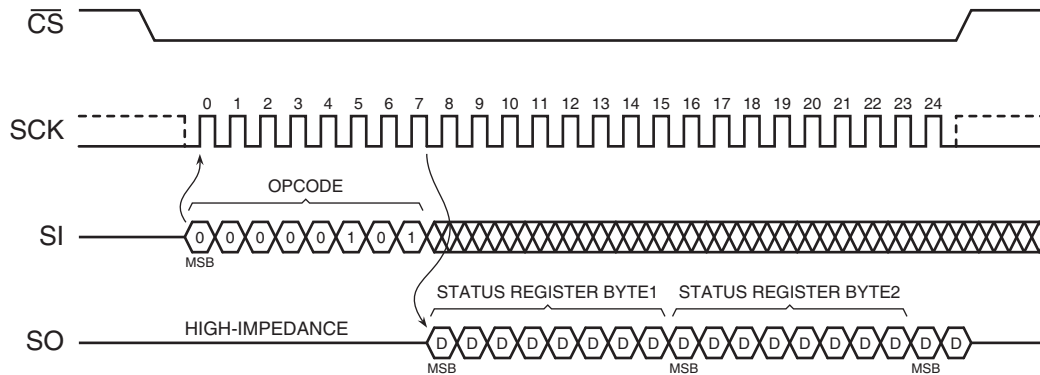 CS
0 1 2 3 4 5 6 7 8 9 10 11 12 13 14 15 16 17 18 19 20 21 22 23 24
SCK
OPCODE
SI 0 0 0 0 0 1 0 1
MSB
STATUS REGISTER BYTE1 STATUS REGISTER BYTE2
HIGH-IMPEDANCE
SO D D D D D D D D D D D D D D D D D D
MSB MSB MSB